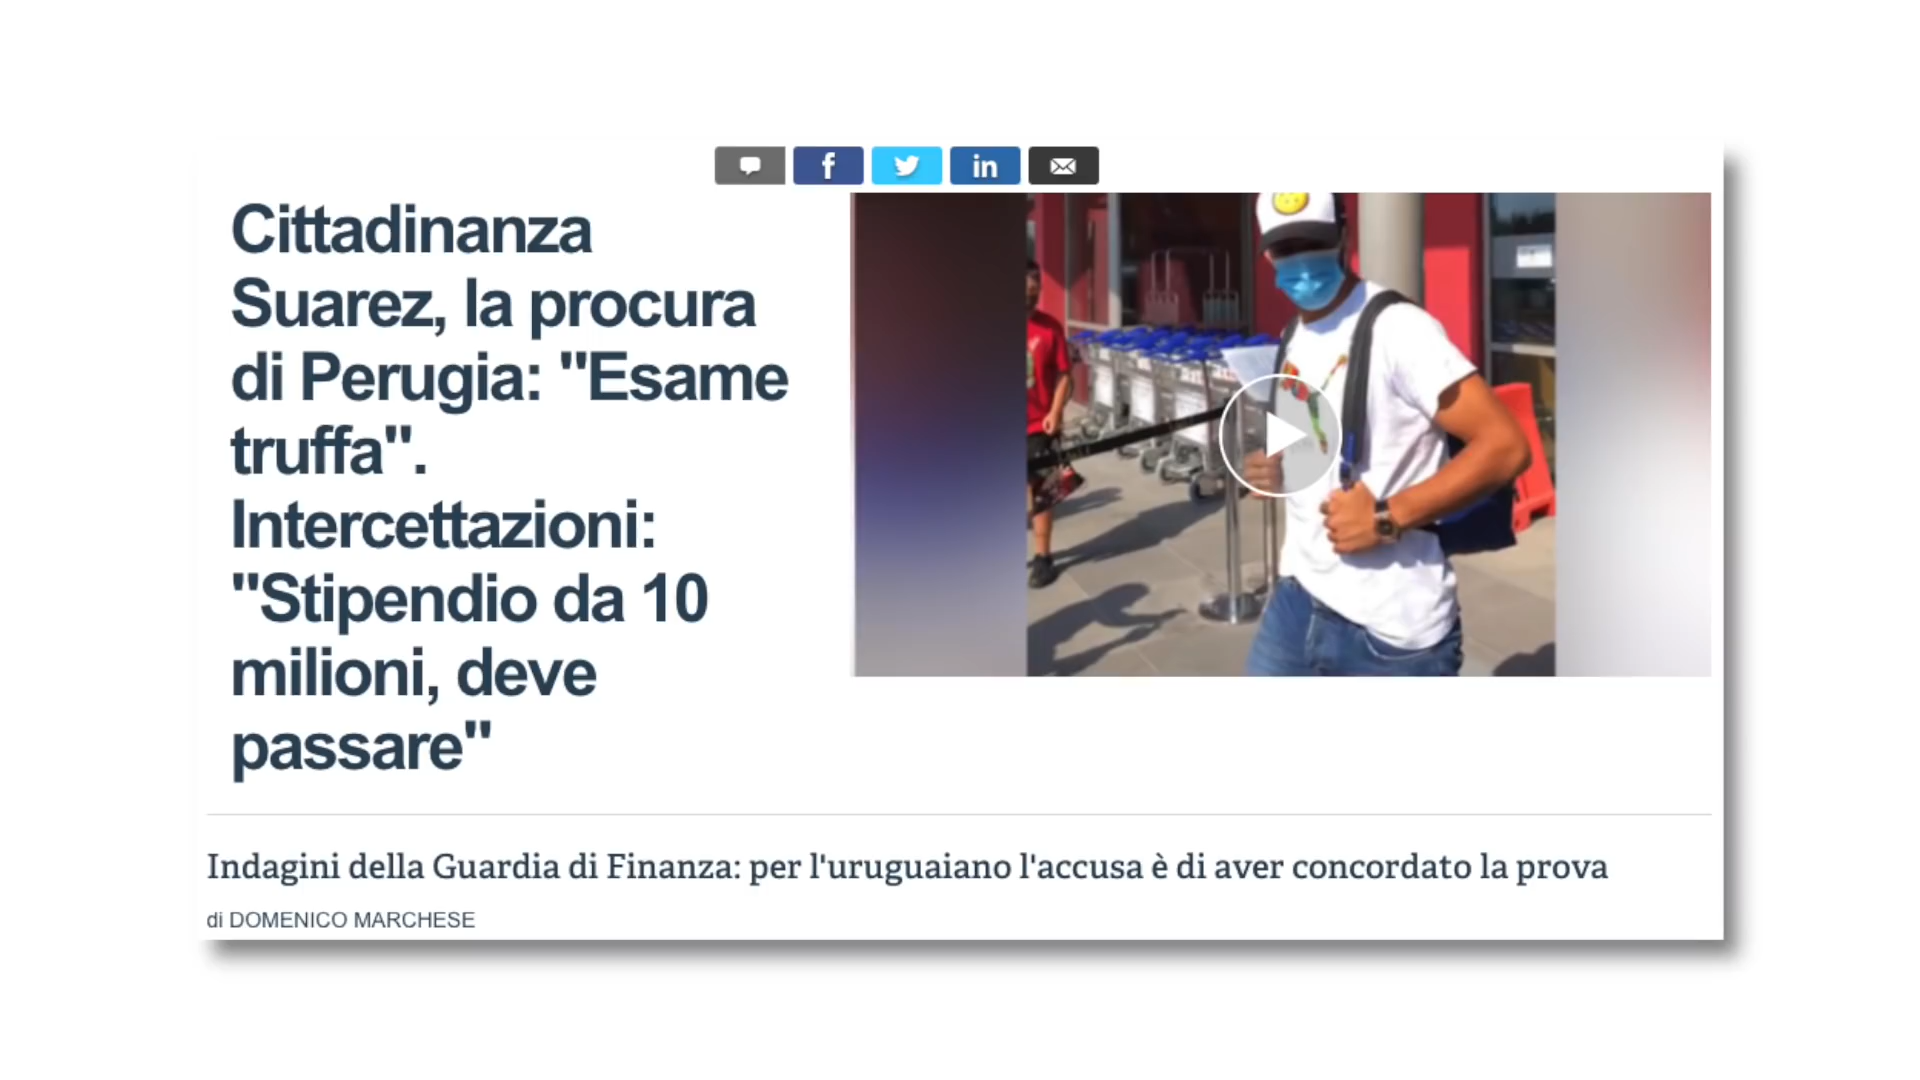 Cittadinanza
Suarez, la procura
di Perugia: "Esame
truffa".
Intercettazioni:
"Stipendio da 10
milioni, deve
passare"
Indagini della Guardia di Finanza: per l'uruguaiano l'accusa è di aver concordato la prova
di DOMENICO MARCHESE